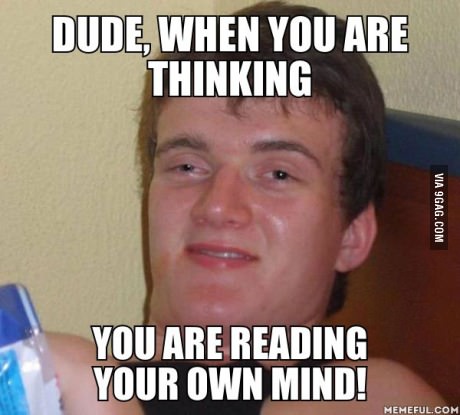 DUDE, WHEN YOU ARE
THINKING
VIA 9GAG.COM
YOU ARE READING
YOUR OWN MIND!
MEMEFUL.COM